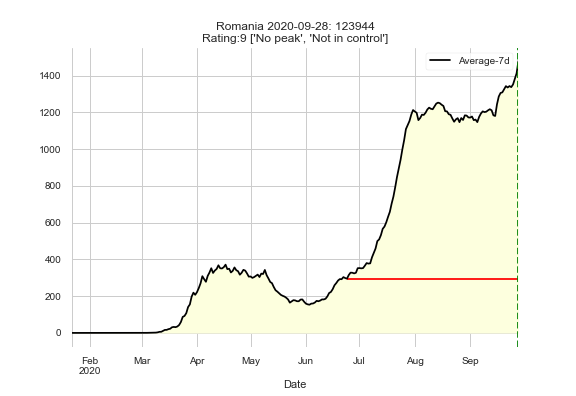 Romania 2020-09-28: 123944
Rating:9 ['No peak', 'Not in control']
Average-7d
1400
1200
1000
800
600
400
200
0
Feb Mar Apr May Jun Jul Aug Sep
2020
Date